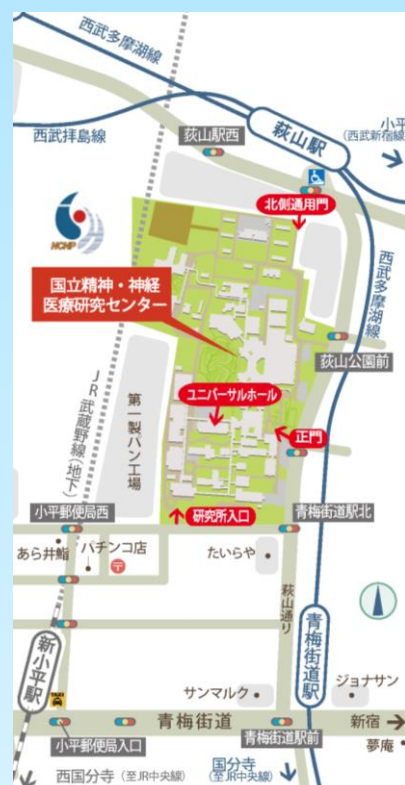 西武多摩湖線
小平
(西武新宿線)
萩山駅
荻山駅西
西武拝島線
北側通用門
NCNP
国立精神・神経
医療研究センター
西武多摩湖線
荻山公園前
ユニバーサルホール
JR武蔵野線(地下)
第一製パン工場
正門
小平郵便局西
研究所入口
青梅街道駅北
あら井鮨
パチンコ店
たいらや
萩山通り
新小平駅
青梅街道駅
TAXI
サンマルク
ジョナサン
青梅街道
新宿
小平郵便局入口
青梅街道駅前
夢庵
西国分寺(至JR中央線)
国分寺
(至JR中央線)